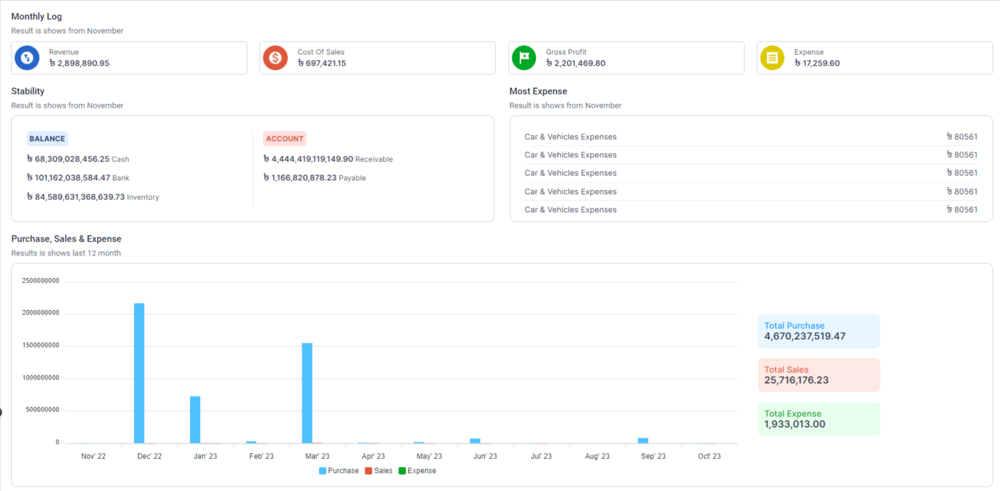 Monthly Log
Result is shows from November
Revenue
৳ 2,898,890.95
Cost Of Sales
৳ 697,421.15
Gross Profit
৳ 2,201,469.80
Expense
৳ 17,259.60
Stability
Result is shows from November
BALANCE
৳ 68,309,028,456.25 Cash
৳ 101,162,038,584.47 Bank
৳ 84,589,631,368,639.73 Inventory
ACCOUNT
৳ 4,444,419,119,149.90 Receivable
৳ 1,166,820,878.23 Payable
Most Expense
Result is shows from November
Car & Vehicles Expenses ৳ 80561
Car & Vehicles Expenses ৳ 80561
Car & Vehicles Expenses ৳ 80561
Car & Vehicles Expenses ৳ 80561
Car & Vehicles Expenses ৳ 80561
Purchase, Sales & Expense
Results is shows last 12 month
2500000000
2000000000
1500000000
1000000000
500000000
0
Nov' 22 Dec' 22 Jan' 23 Feb' 23 Mar' 23 Apr' 23 May' 23 Jun' 23 Jul' 23 Aug' 23 Sep' 23 Oct' 23
Purchase Sales Expense
Total Purchase
4,670,237,519.47
Total Sales
25,716,176.23
Total Expense
1,933,013.00